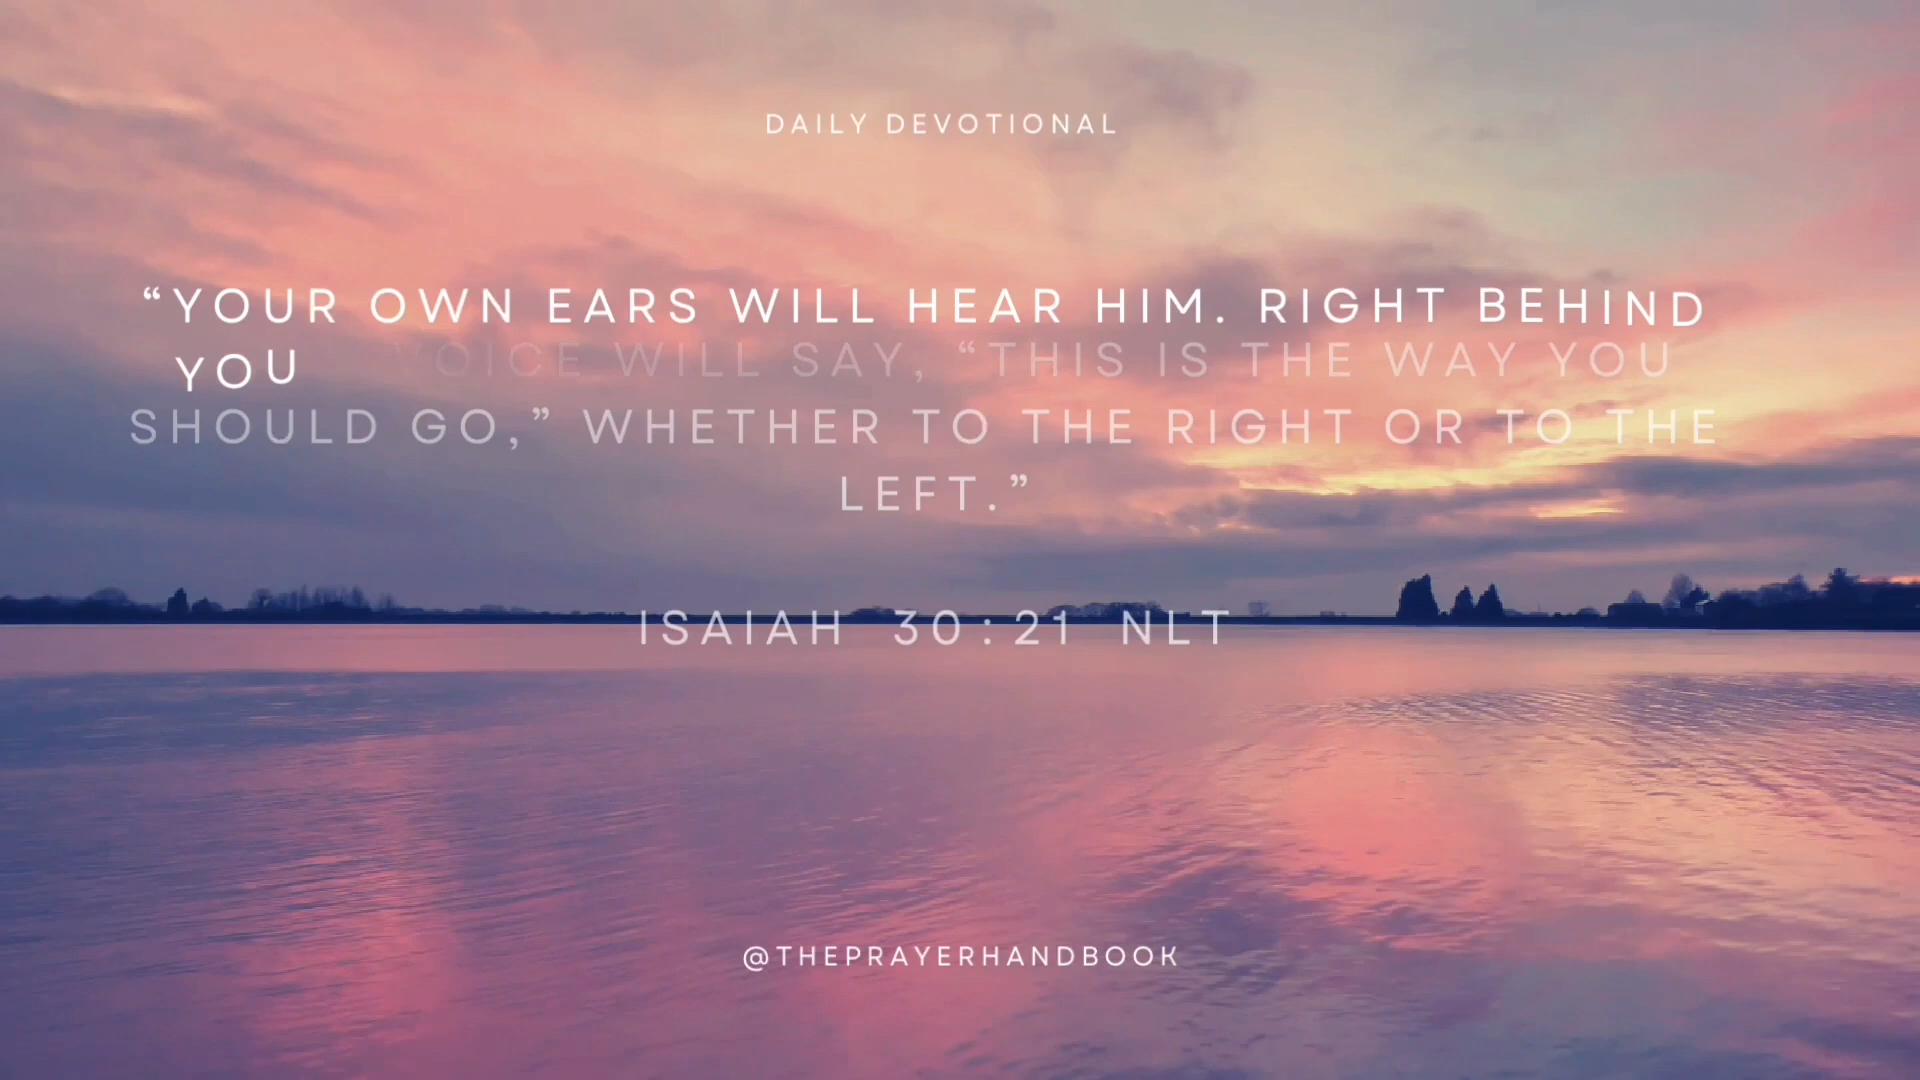 DAILY DEVOTIONAL
“YOUR OWN EARS WILL HEAR HIM. RIGHT BEHIND
YOU VOICE WILL SAY, “THIS IS THE WAY YOU
SHOULD GO,” WHETHER TO THE RIGHT OR TO THE
LEFT.”
ISAIAH 30:21 NLT
@THEPRAYERHANDBOOK